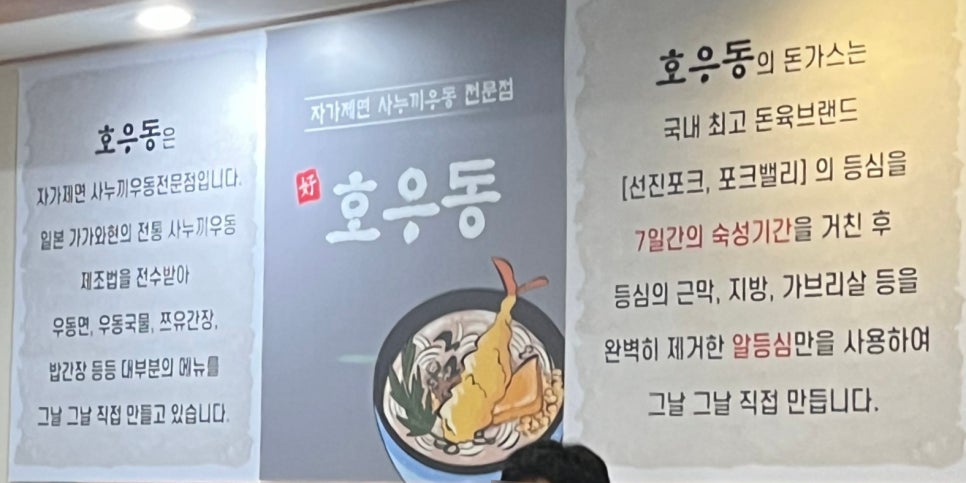 호우동은
자가제면 사누끼우동전문점입니다.
일본 가가와현의 전통 사누끼우동
제조법을 전수받아
우동면, 우동국물, 쯔유간장,
밥간장 등등 대부분의 메뉴를
그날 그날 직접 만들고 있습니다.
자가제면 사누끼우동 전문점
好 호우동
호우동의 돈가스는
국내 최고 돈육브랜드
[선진포크, 포크밸리] 의 등심을
7일간의 숙성기간을 거친 후
등심의 근막, 지방, 가브리살 등을
완벽히 제거한 알등심만을 사용하여
그날 그날 직접 만듭니다.